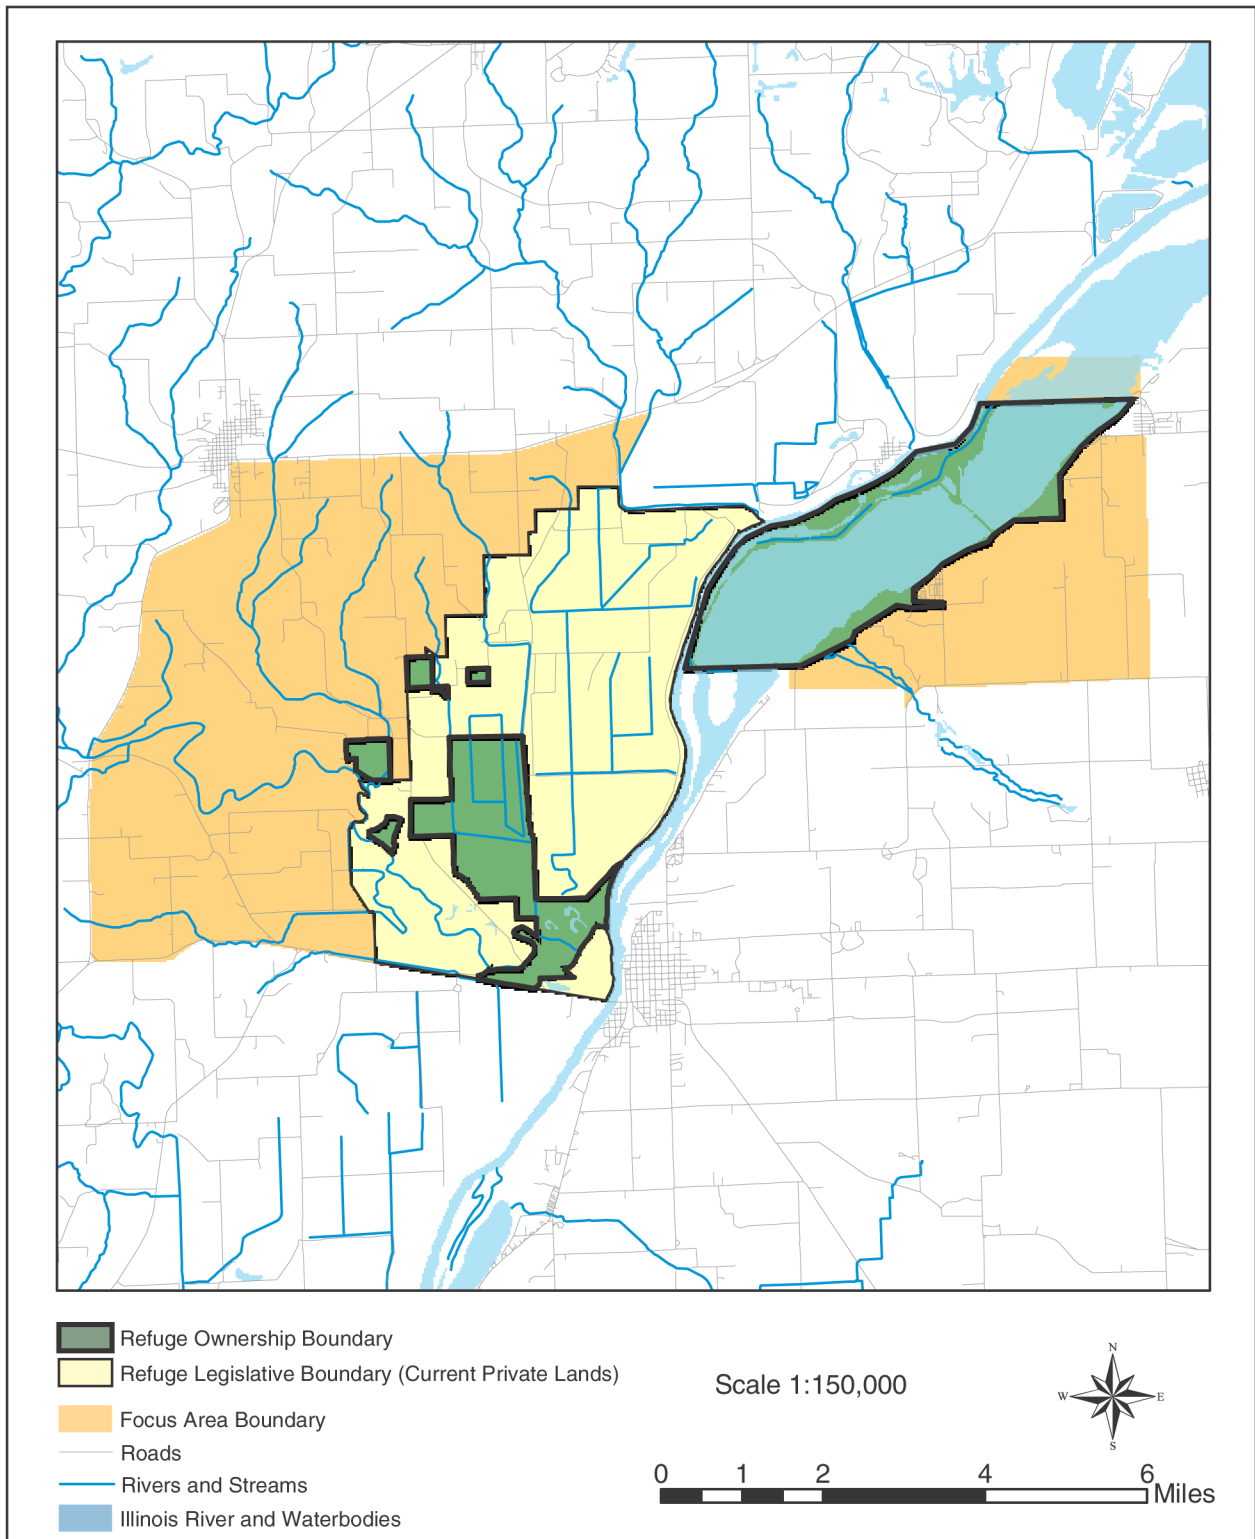 Refuge Ownership Boundary
Refuge Legislative Boundary (Current Private Lands)
Focus Area Boundary
Roads
Rivers and Streams
Illinois River and Waterbodies
Scale 1:150,000
N
W E
S
0 1 2 4 6
Miles